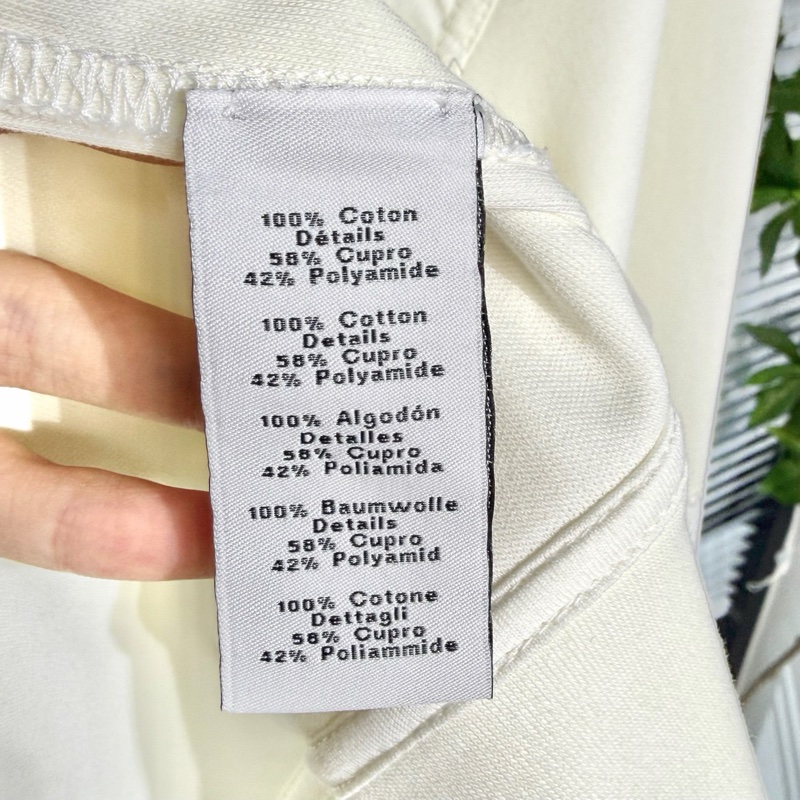 100% Coton
Détails
58% Cupro
42% Polyamide
100% Cotton
Details
58% Cupro
42% Polyamide
100% Algodón
Detalles
58% Cupro
42% Poliamida
100% Baumwolle
Details
58% Cupro
42% Polyamid
100% Cotone
Dettagli
58% Cupro
42% Poliammide